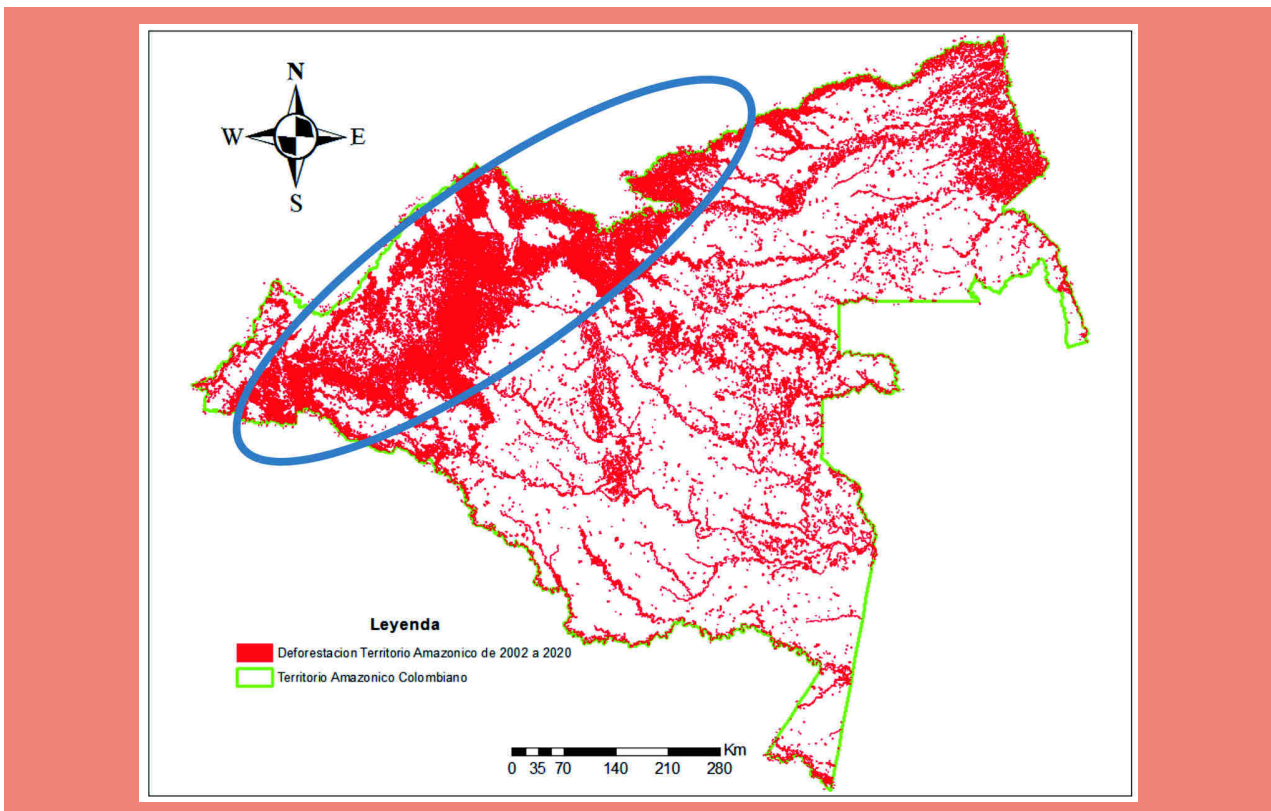 N
W E
S
Leyenda
Deforestacion Territorio Amazonico de 2002 a 2020
Territorio Amazonico Colombiano
Km
0 35 70 140 210 280